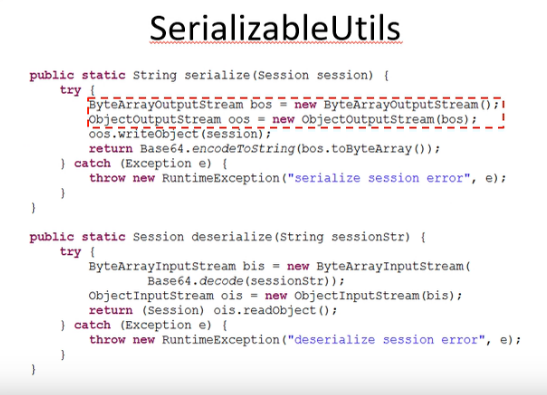 SerializableUtils
public static String serialize(Session session) {
try {
ByteArrayOutputStream bos = new ByteArrayOutputStream();
ObjectOutputStream oos = new ObjectOutputStream(bos);
oos.writeObject(session);
return Base64.encodeToString(bos.toByteArray());
} catch (Exception e) {
throw new RuntimeException("serialize session error", e);
}
}
public static Session deserialize(String sessionStr) {
try {
ByteArrayInputStream bis = new ByteArrayInputStream(
Base64.decode(sessionStr));
ObjectInputStream ois = new ObjectInputStream(bis);
return (Session) ois.readObject();
} catch (Exception e) {
throw new RuntimeException("deserialize session error", e);
}
}